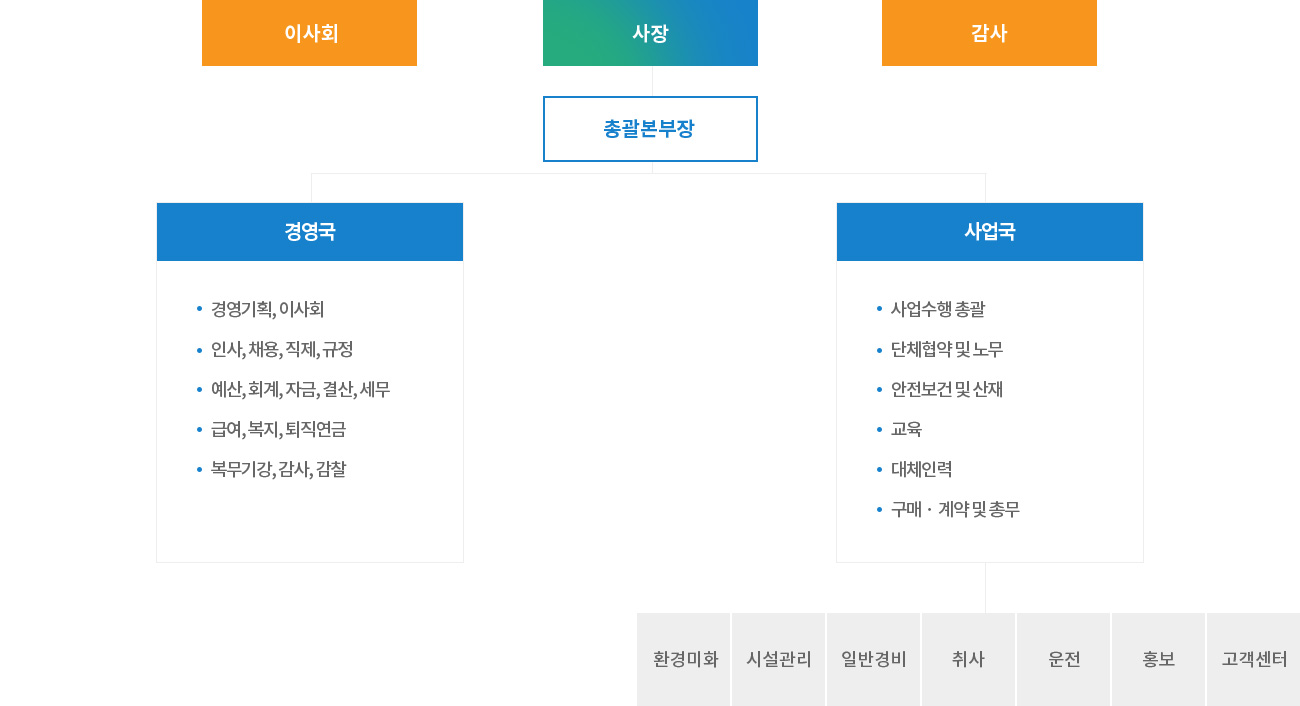 이사회
사장
감사
총괄본부장
경영국
경영기획, 이사회
인사, 채용, 직제, 규정
예산, 회계, 자금, 결산, 세무
급여, 복지, 퇴직연금
복무기강, 감사, 감찰
사업국
사업수행 총괄
단체협약 및 노무
안전보건 및 산재
교육
대체인력
구매 · 계약 및 총무
환경미화
시설관리
일반경비
취사
운전
홍보
고객센터